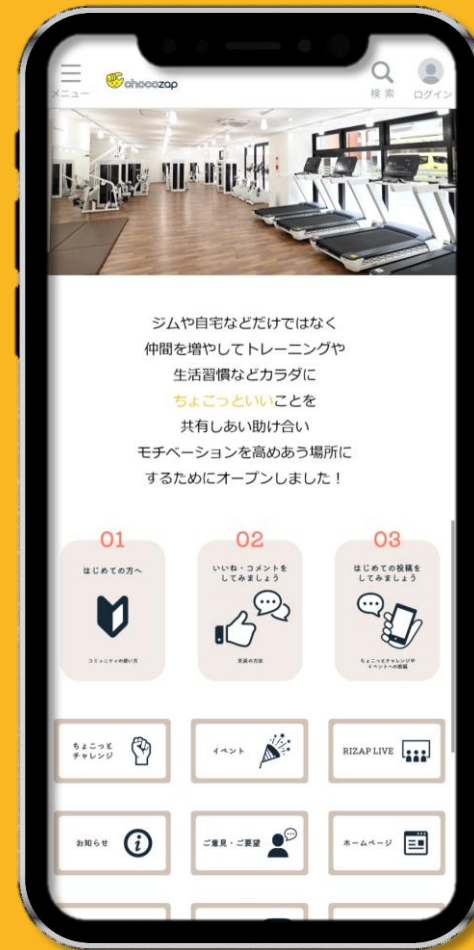 メニュー
chocozap
検索
ログイン
ジムや自宅などだけではなく
仲間を増やしてトレーニングや
生活習慣などカラダに
ちょこっといいことを
共有しあい助け合い
モチベーションを高めあう場所に
するためにオープンしました！
01
はじめての方へ
コミュニティの使い方
02
いいね・コメントを
してみましょう
交流の方法
03
はじめての投稿を
してみましょう
ちょこっとチャレンジや
イベントへの投稿
ちょこっと
チャレンジ
イベント
RIZAP LIVE
お知らせ
ご意見・ご要望
ホームページ